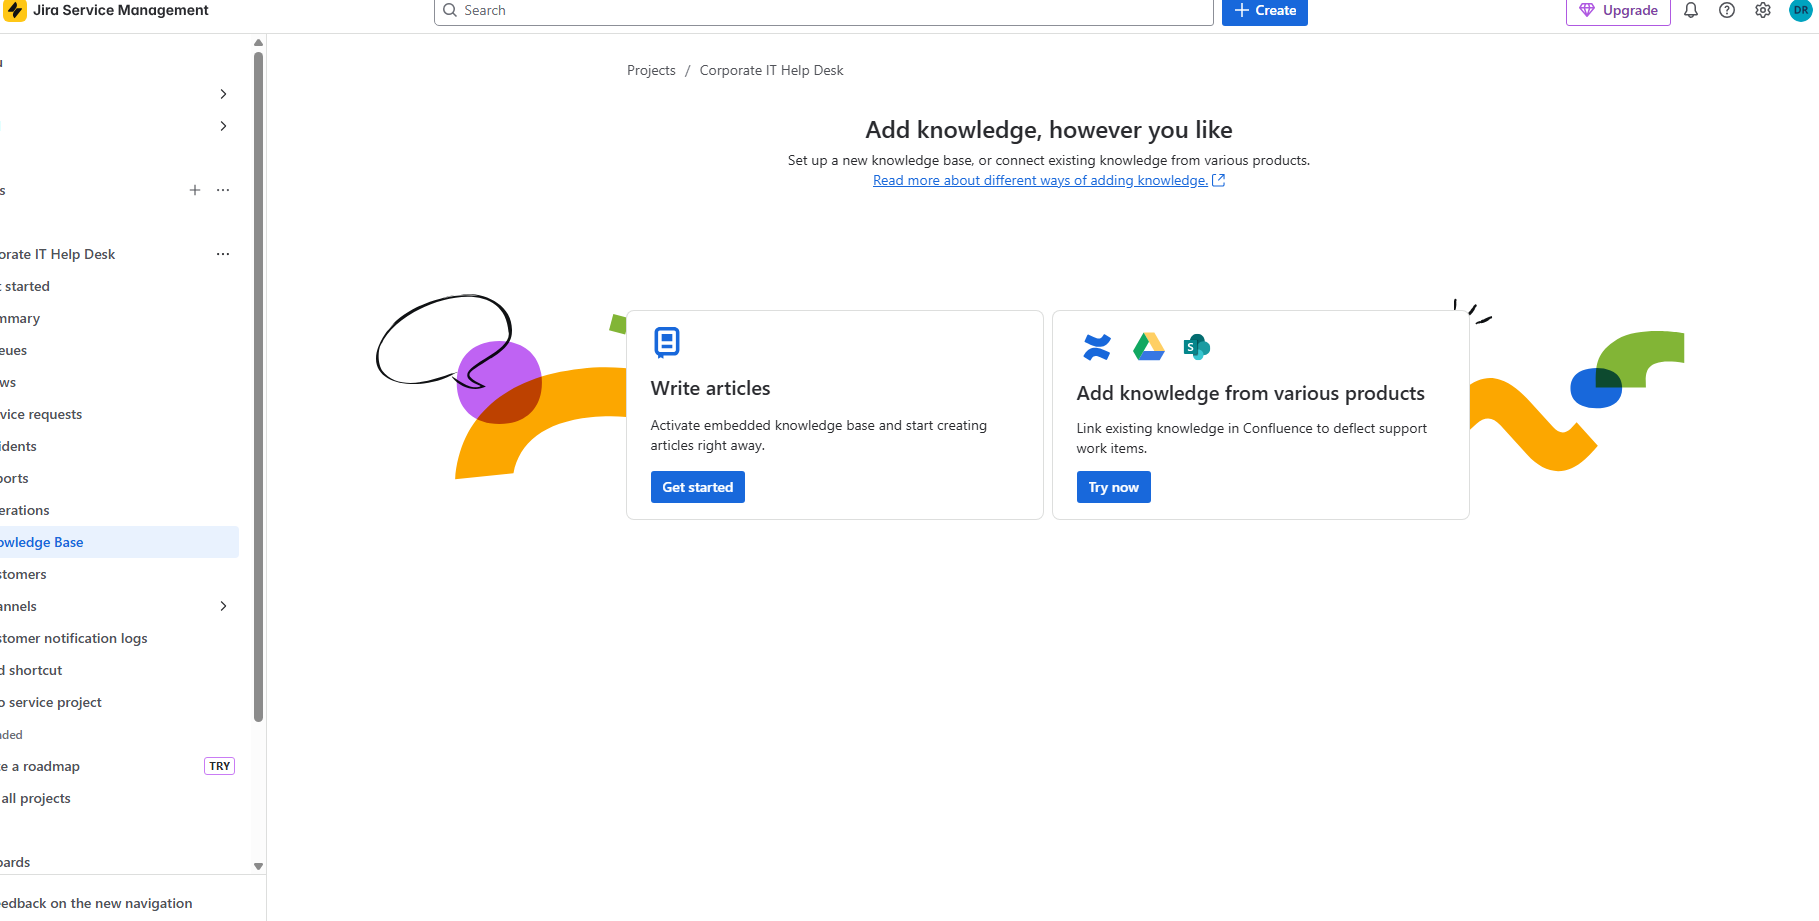 Jira Service Management
Search
Create
Upgrade
DR
Projects / Corporate IT Help Desk
Add knowledge, however you like
Set up a new knowledge base, or connect existing knowledge from various products.
Read more about different ways of adding knowledge.
Write articles
Activate embedded knowledge base and start creating
articles right away.
Get started
S
Add knowledge from various products
Link existing knowledge in Confluence to deflect support
work items.
Try now
u
s
orate IT Help Desk
t started
mmary
eues
ws
vice requests
idents
ports
erations
owledge Base
stomers
annels
stomer notification logs
d shortcut
o service project
nded
te a roadmap
TRY
all projects
oards
eedback on the new navigation